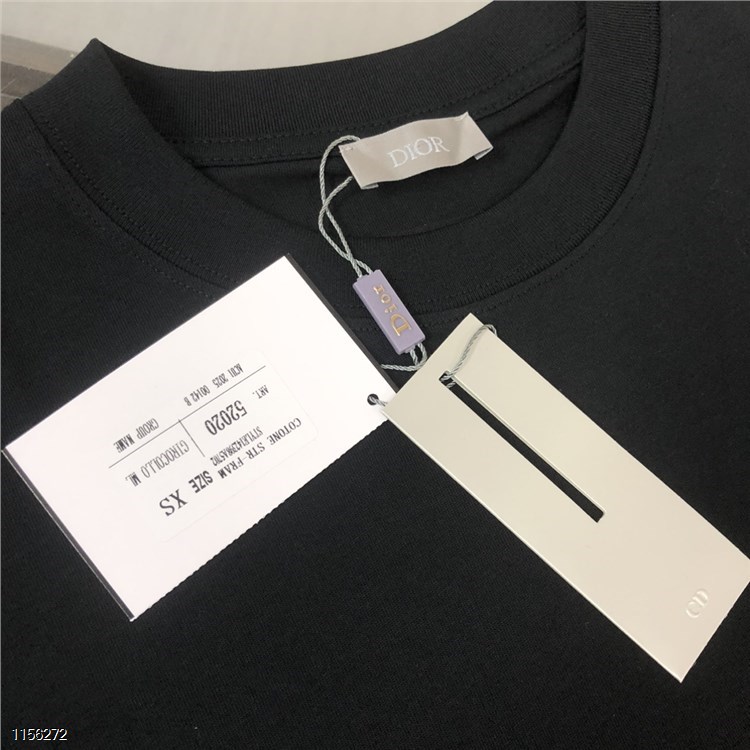 DIOR
Dior
COTONE STR-FRAM SIZE XS
GIROCOLLO ML.
GROUP NAME
ART.
52020
CD
1156272